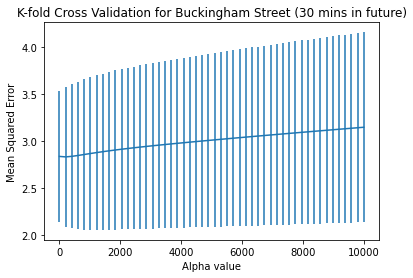 K-fold Cross Validation for Buckingham Street (30 mins in future)
4.0
3.5
3.0
2.5
2.0
Mean Squared Error
0 2000 4000 6000 8000 10000
Alpha value